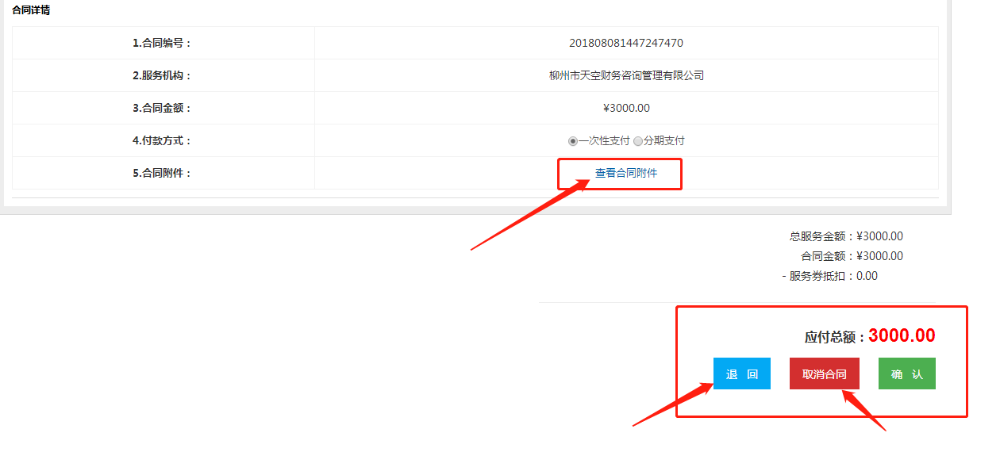 合同详情
1.合同编号： 201808081447247470
2.服务机构： 柳州市天空财务咨询管理有限公司
3.合同金额： ¥3000.00
4.付款方式： 一次性支付 分期支付
5.合同附件： 查看合同附件
总服务金额：¥3000.00
合同金额：¥3000.00
- 服务券抵扣：0.00
应付总额：3000.00
退 回 取消合同 确 认